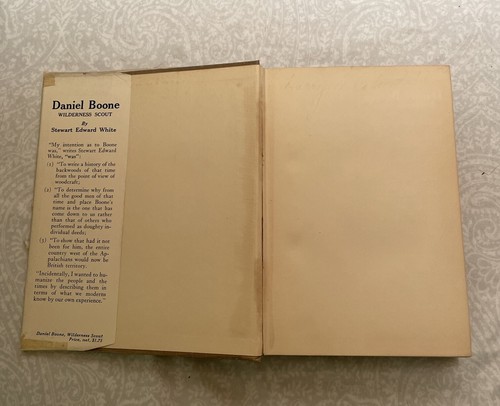 Daniel Boone
WILDERNESS SCOUT
By
Stewart Edward White
"My intention as to Boone
was," writes Stewart Edward
White, "was":
(1) "To write a history of the
backwoods of that time
from the point of view of
woodcraft;
(2) "To determine why from
all the good men of that
time and place Boone's
name is the one that has
come down to us rather
than that of others who
performed as doughty in-
dividual deeds;
(3) "To show that had it not
been for him, the entire
country west of the Ap-
palachians would now be
British territory.
"Incidentally, I wanted to hu-
manize the people and the
times by describing them in
terms of what we moderns
know by our own experience."
Daniel Boone, Wilderness Scout
Price, net, $1.75